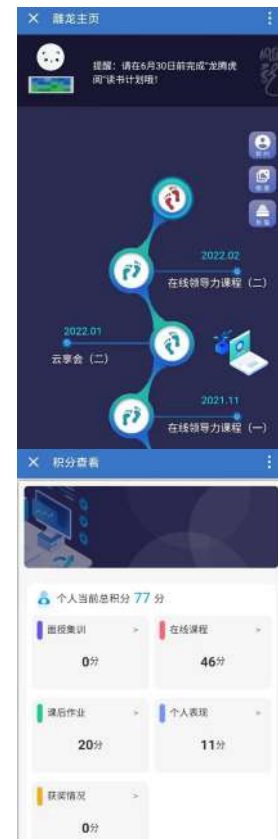 × 雛龙主页
提醒：请在6月30日前完成“龙腾虎
阅”读书计划哦！
2022.02
在线领导力课程（二）
2022.01
云享会（二）
2021.11
在线领导力课程（一）
× 积分查看
个人当前总积分 77 分
面授集训 >
在线课程 >
0分
46分
课后作业 >
个人表现 >
20分
11分
获奖情况 >
0分